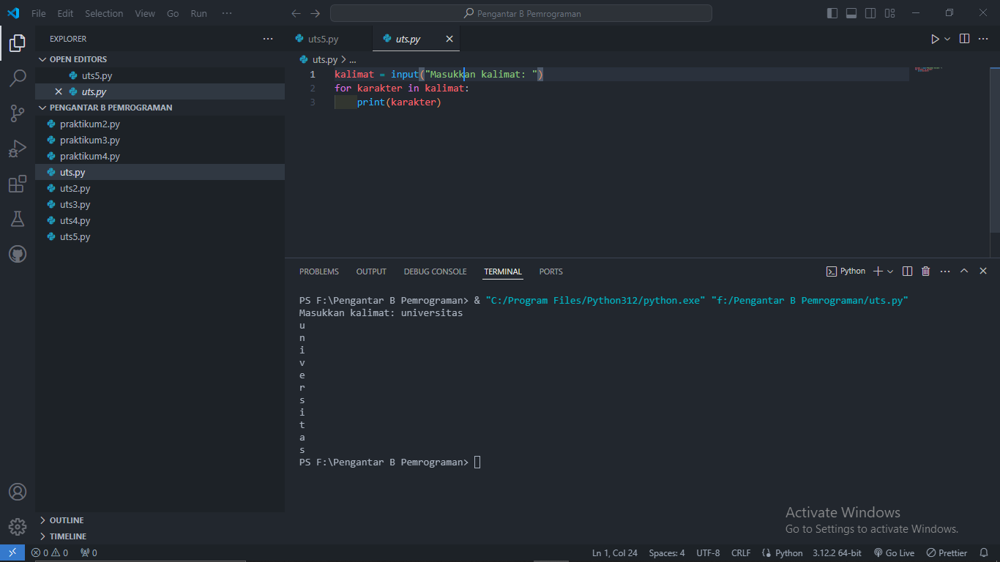 File Edit Selection View Go Run ···
Pengantar B Pemrograman
EXPLORER ···
OPEN EDITORS
uts5.py
uts.py
PENGANTAR B PEMROGRAMAN
praktikum2.py
praktikum3.py
praktikum4.py
uts.py
uts2.py
uts3.py
uts4.py
uts5.py
OUTLINE
TIMELINE
uts5.py uts.py
uts.py > ...
1 kalimat = input("Masukkan kalimat: ")
2 for karakter in kalimat:
3 print(karakter)
PROBLEMS OUTPUT DEBUG CONSOLE TERMINAL PORTS
Python
PS F:\Pengantar B Pemrograman> & "C:/Program Files/Python312/python.exe" "f:/Pengantar B Pemrograman/uts.py"
Masukkan kalimat: universitas
u
n
i
v
e
r
s
i
t
a
s
PS F:\Pengantar B Pemrograman>
Activate Windows
Go to Settings to activate Windows.
0 0 0 Ln 1, Col 24 Spaces: 4 UTF-8 CRLF Python 3.12.2 64-bit Go Live Prettier